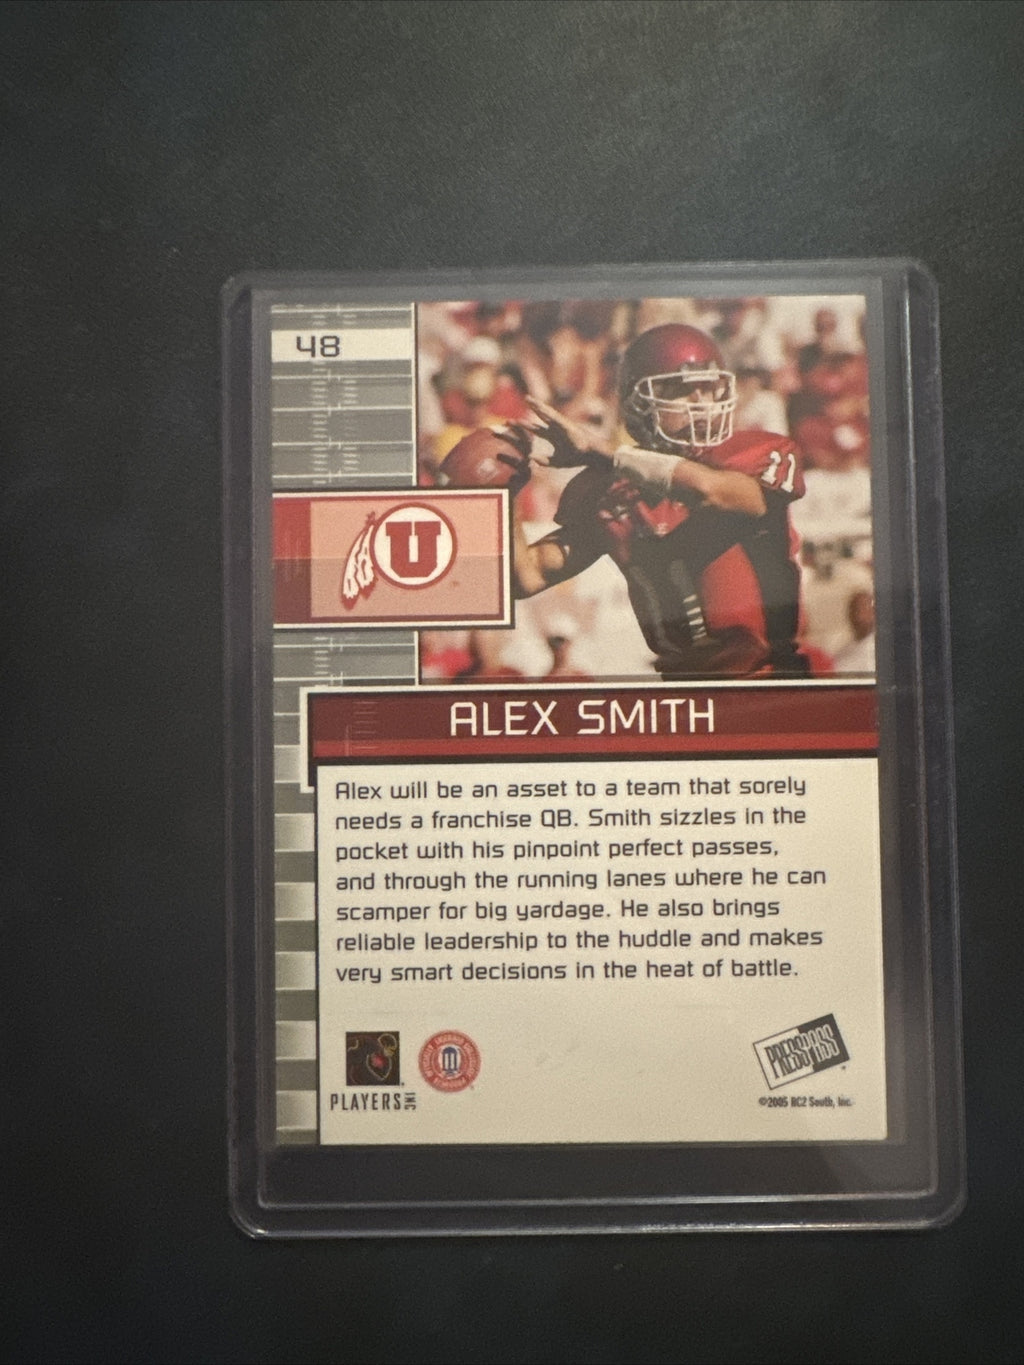 48
11
U
ALEX SMITH
Alex will be an asset to a team that sorely
needs a franchise QB. Smith sizzles in the
pocket with his pinpoint perfect passes,
and through the running lanes where he can
scamper for big yardage. He also brings
reliable leadership to the huddle and makes
very smart decisions in the heat of battle.
PLAYERS INC
PRESS PASS
©2005 RC2 South, Inc.